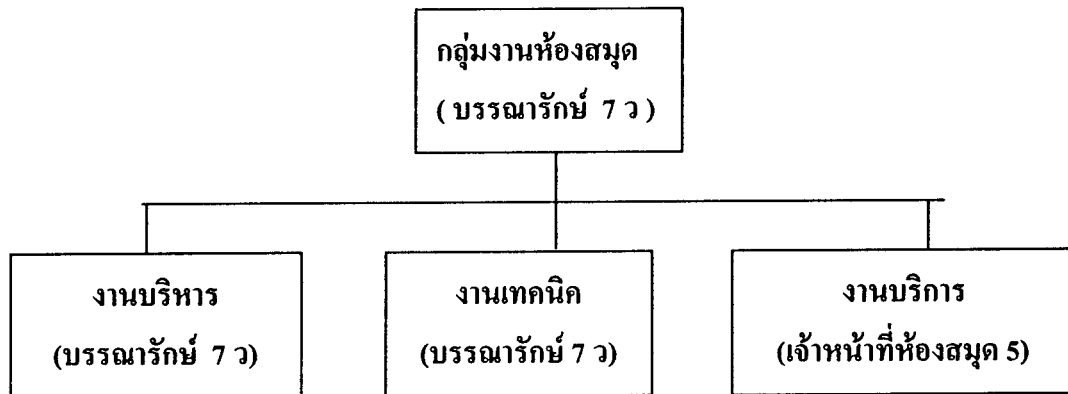 กลุ่มงานห้องสมุด
( บรรณารักษ์ 7 ว )
งานบริหาร
(บรรณารักษ์ 7 ว)
งานเทคนิค
(บรรณารักษ์ 7 ว)
งานบริการ
(เจ้าหน้าที่ห้องสมุด 5)